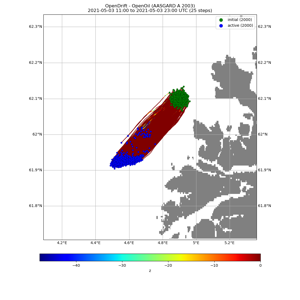 OpenDrift - OpenOil (AASGARD A 2003)
2021-05-03 11:00 to 2021-05-03 23:00 UTC (25 steps)
initial (2000)
active (2000)
62.3°N 62.3°N
62.2°N 62.2°N
62.1°N 62.1°N
62°N 62°N
61.9°N 61.9°N
61.8°N 61.8°N
4.2°E 4.4°E 4.6°E 4.8°E 5°E 5.2°E
−40 −30 −20 −10 0
z